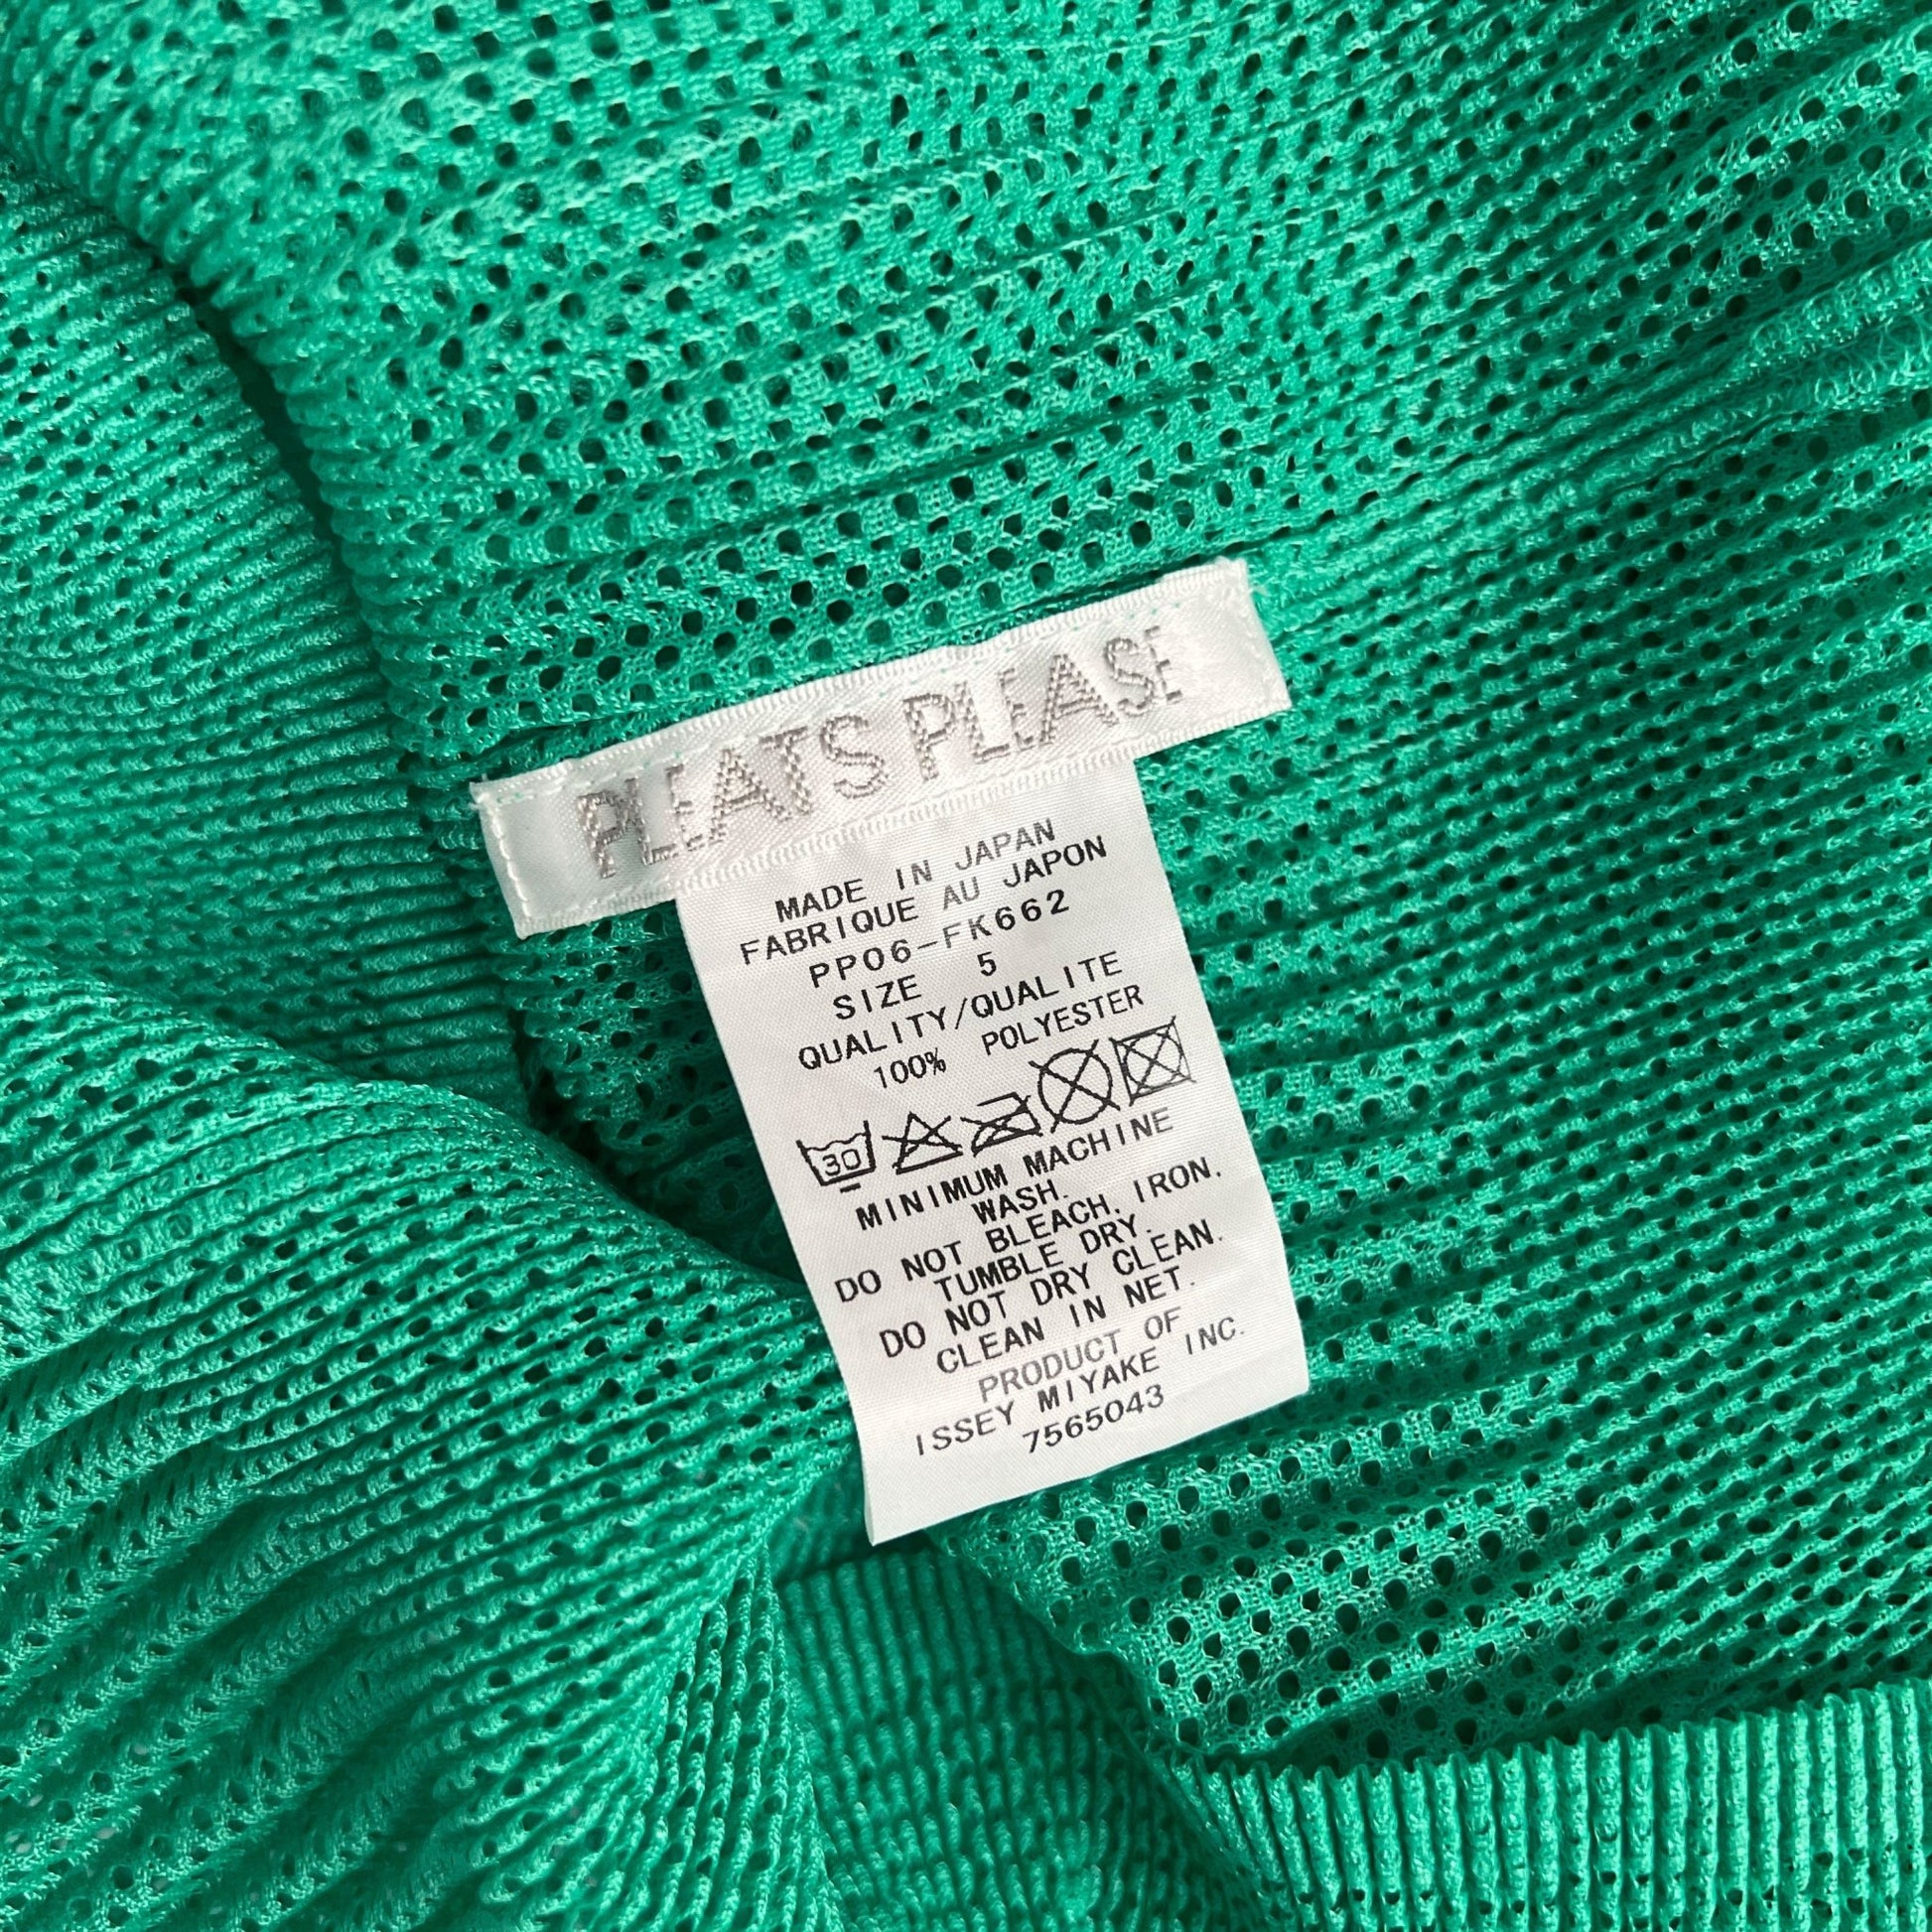 PLEATS PLEASE
MADE IN JAPAN
FABRIQUE AU JAPON
PP06-FK662
SIZE 5
QUALITY/QUALITE
100% POLYESTER
30
MINIMUM MACHINE
WASH.
DO NOT BLEACH. IRON.
TUMBLE DRY.
DO NOT DRY CLEAN.
CLEAN IN NET.
PRODUCT OF
ISSEY MIYAKE INC.
7565043